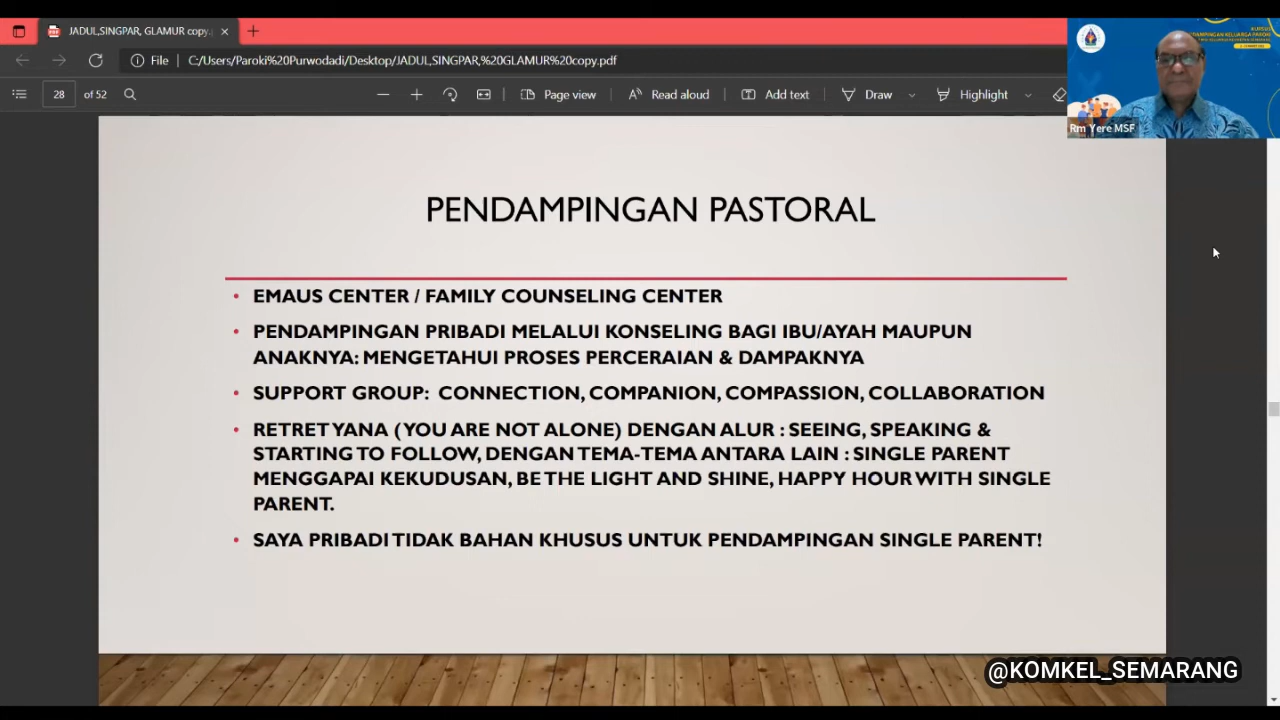 JADUL,SINGPAR, GLAMUR copy.
File
C:/Users/Paroki%20Purwodadi/Desktop/JADUL,SINGPAR,%20GLAMUR%20copy.pdf
28 of 52
Page view
Read aloud
Add text
Draw
Highlight
Rm Yere MSF
PENDAMPINGAN PASTORAL
• EMAUS CENTER / FAMILY COUNSELING CENTER
• PENDAMPINGAN PRIBADI MELALUI KONSELING BAGI IBU/AYAH MAUPUN
ANAKNYA: MENGETAHUI PROSES PERCERAIAN & DAMPAKNYA
• SUPPORT GROUP: CONNECTION, COMPANION, COMPASSION, COLLABORATION
• RETRET YANA (YOU ARE NOT ALONE) DENGAN ALUR : SEEING, SPEAKING &
STARTING TO FOLLOW, DENGAN TEMA-TEMA ANTARA LAIN : SINGLE PARENT
MENGGAPAI KEKUDUSAN, BE THE LIGHT AND SHINE, HAPPY HOUR WITH SINGLE
PARENT.
• SAYA PRIBADI TIDAK BAHAN KHUSUS UNTUK PENDAMPINGAN SINGLE PARENT!
@KOMKEL_SEMARANG